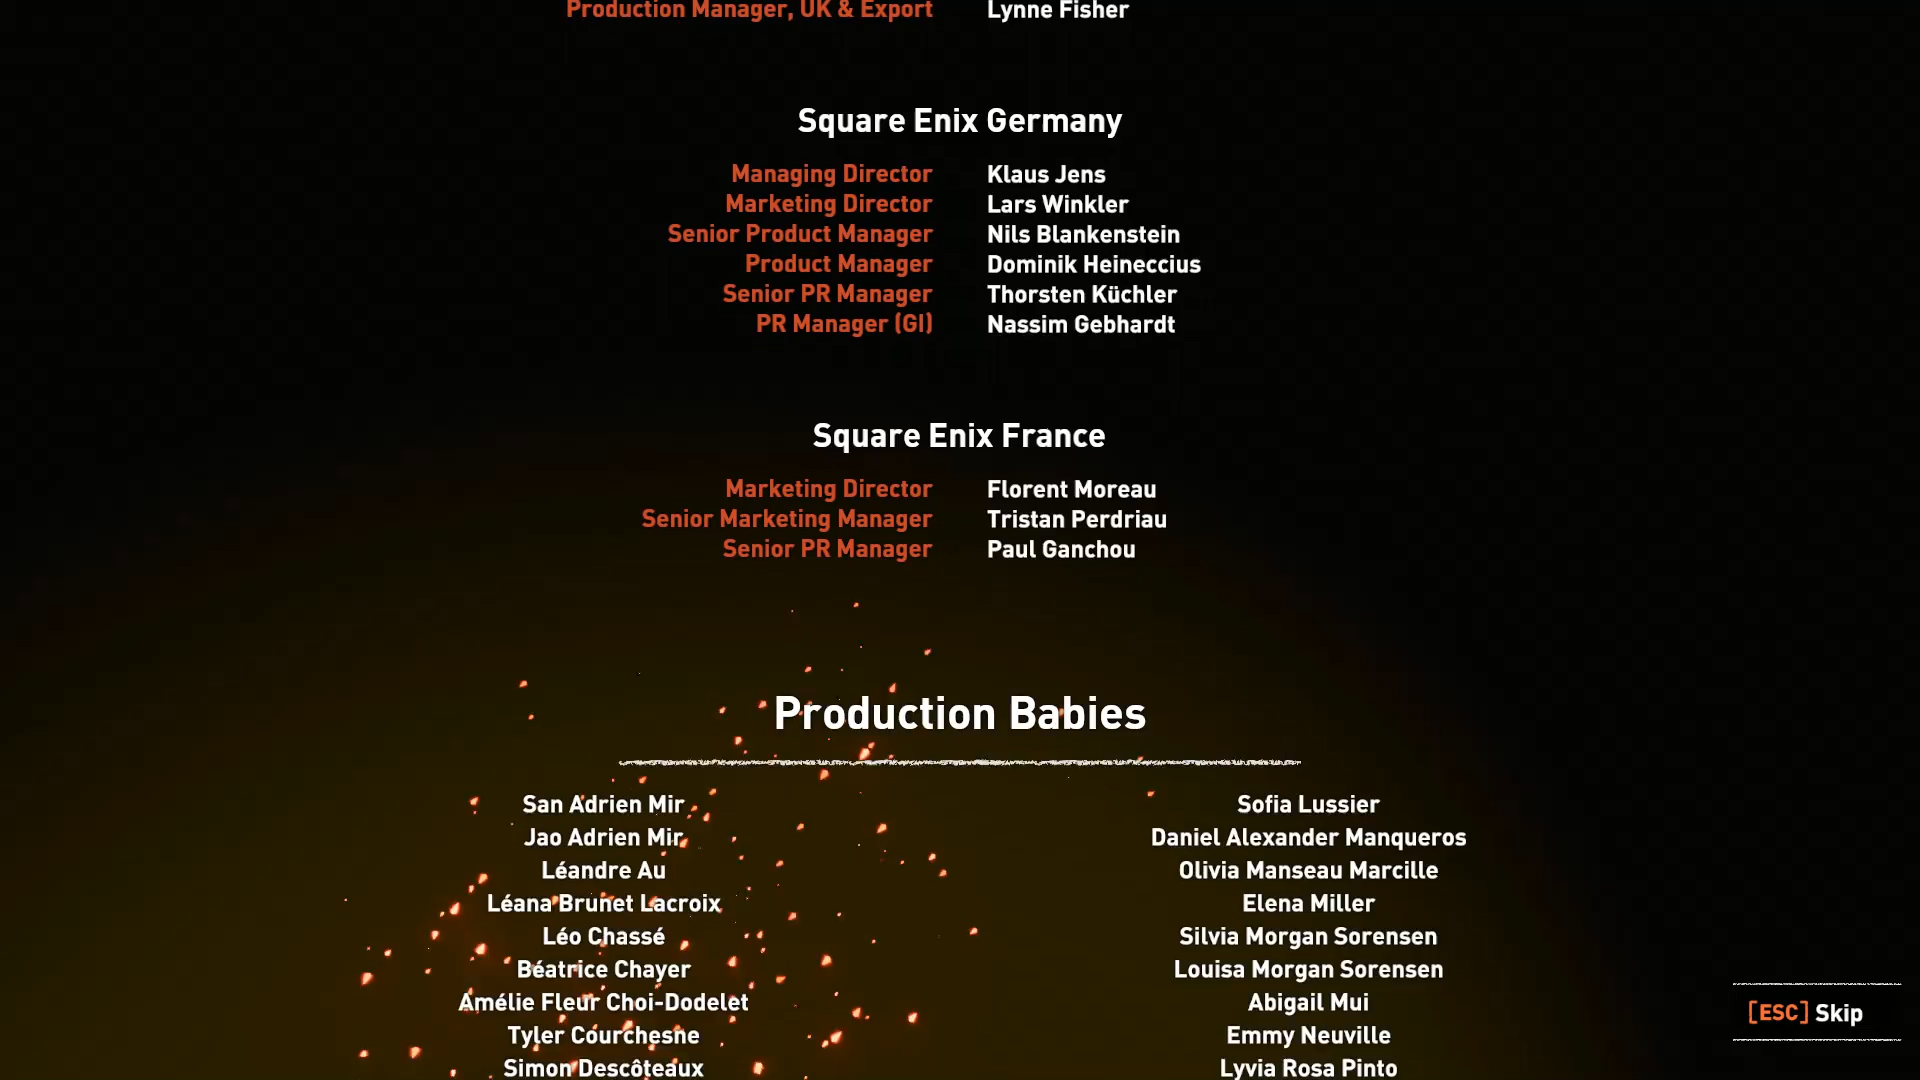 Production Manager, UK & Export Lynne Fisher
Square Enix Germany
Managing Director Klaus Jens
Marketing Director Lars Winkler
Senior Product Manager Nils Blankenstein
Product Manager Dominik Heineccius
Senior PR Manager Thorsten Küchler
PR Manager (GI) Nassim Gebhardt
Square Enix France
Marketing Director Florent Moreau
Senior Marketing Manager Tristan Perdriau
Senior PR Manager Paul Ganchou
Production Babies
San Adrien Mir Sofia Lussier
Jao Adrien Mir Daniel Alexander Manqueros
Léandre Au Olivia Manseau Marcille
Léana Brunet Lacroix Elena Miller
Léo Chassé Silvia Morgan Sorensen
Béatrice Chayer Louisa Morgan Sorensen
Amélie Fleur Choi-Dodelet Abigail Mui
Tyler Courchesne Emmy Neuville
Simon Descôteaux Lyvia Rosa Pinto
[ESC] Skip